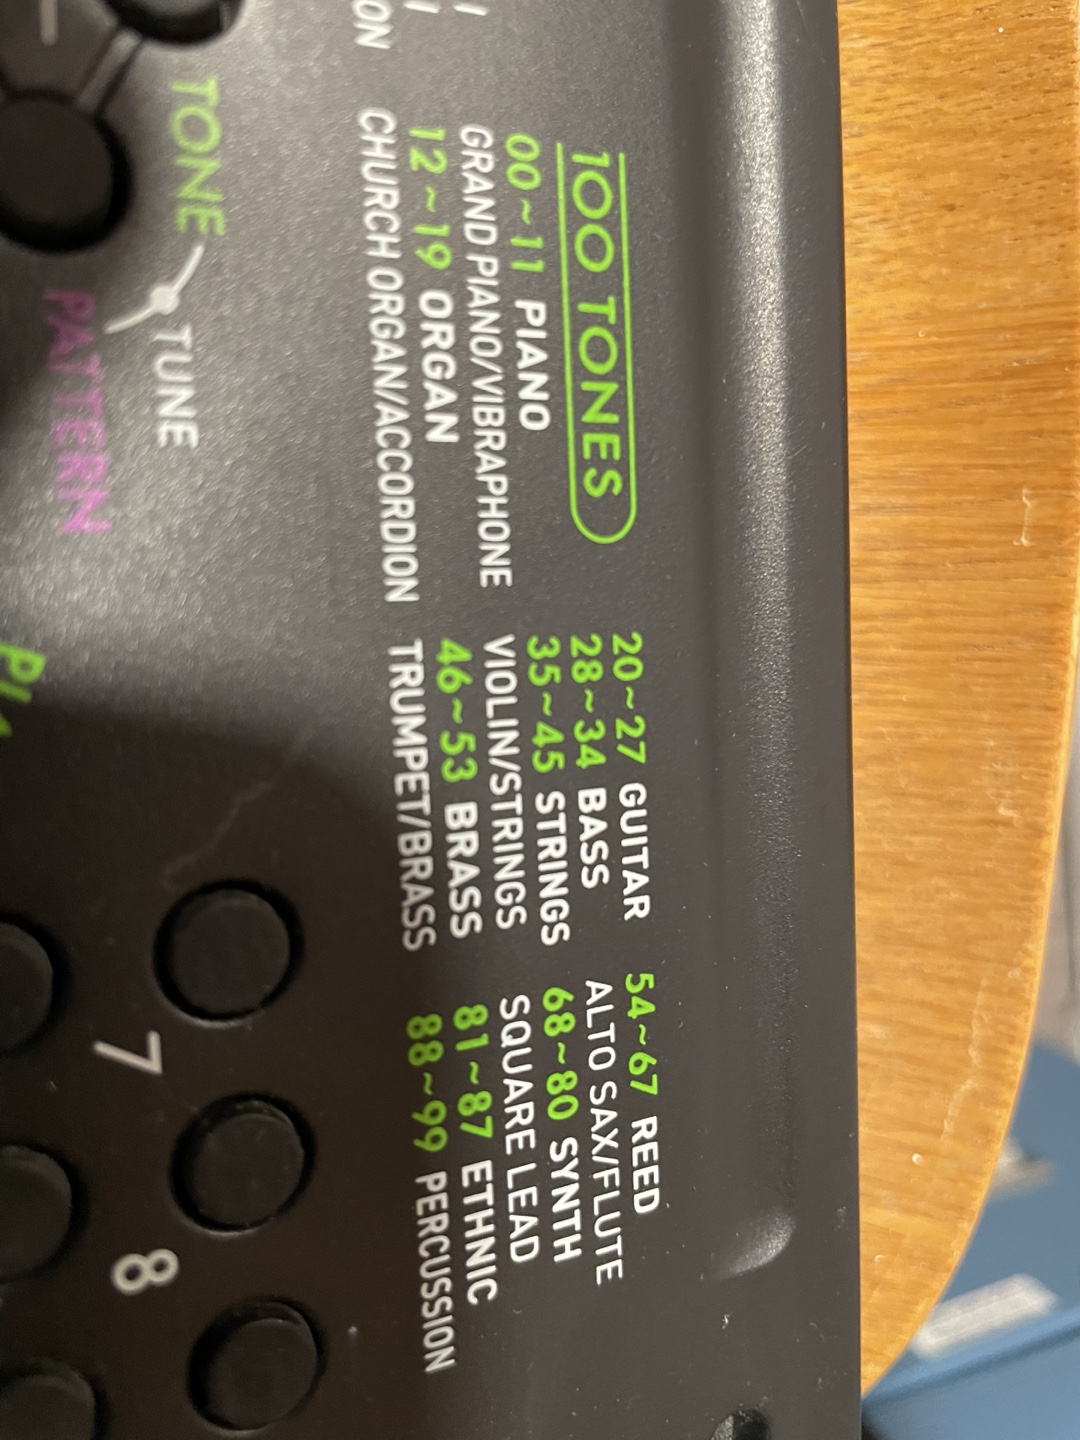 100 TONES
00~11 PIANO
GRAND PIANO/VIBRAPHONE
12~19 ORGAN
CHURCH ORGAN/ACCORDION
20~27 GUITAR
28~34 BASS
35~45 STRINGS
VIOLIN/STRINGS
46~53 BRASS
TRUMPET/BRASS
54~67 REED
ALTO SAX/FLUTE
68~80 SYNTH
SQUARE LEAD
81~87 ETHNIC
88~99 PERCUSSION
TONE
TUNE
PATTERN
7
8